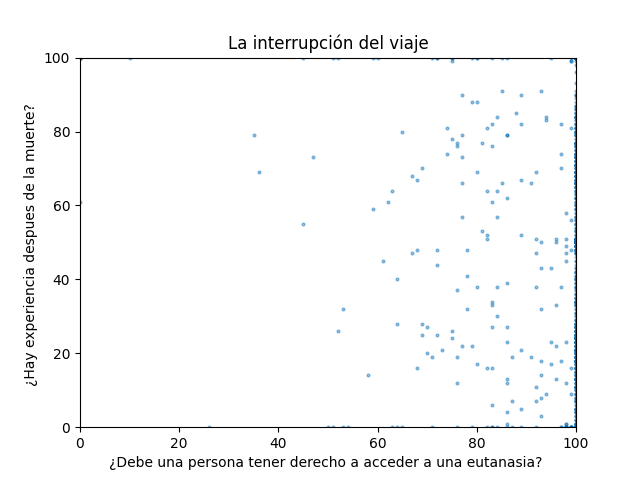 La interrupción del viaje
¿Hay experiencia despues de la muerte?
100
80
60
40
20
0
0 20 40 60 80 100
¿Debe una persona tener derecho a acceder a una eutanasia?